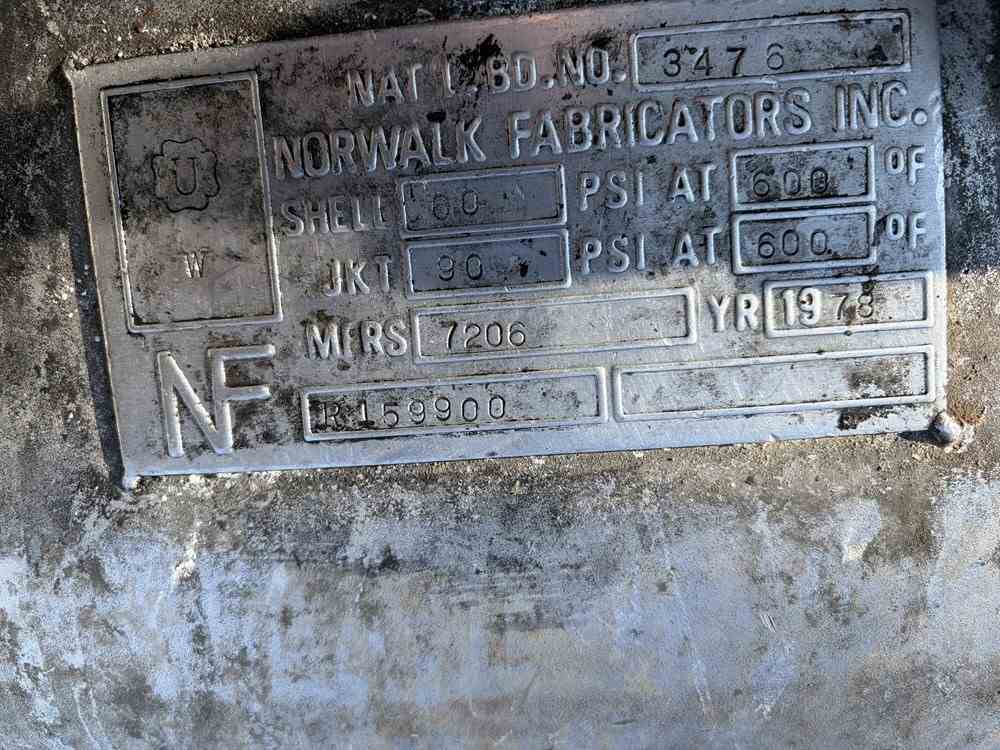 NAT'L.BD.NO. 3476
U
NORWALK FABRICATORS INC.
SHELL 60 PSI AT 600 °F
W
JKT 90 PSI AT 600 °F
MfRS 7206 YR 1978
NF
R159900